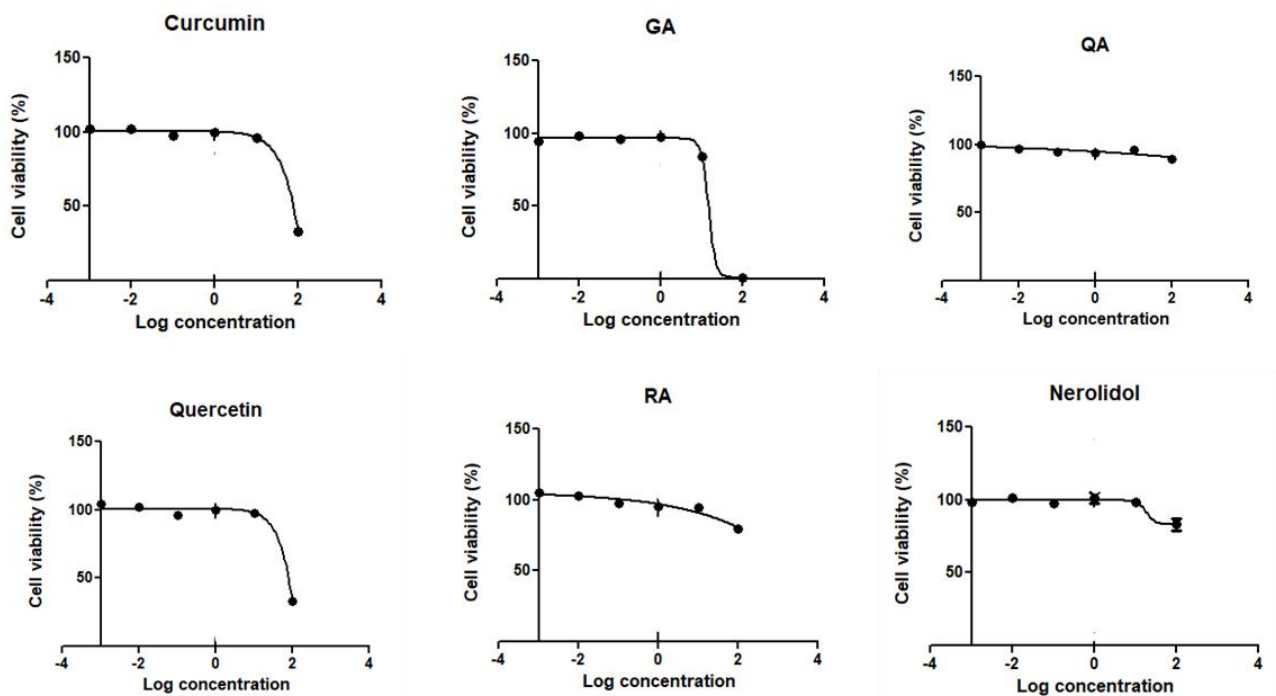 Curcumin
150
100
50
-4 -2 0 2 4
Cell viability (%)
Log concentration
GA
150
100
50
-4 -2 0 2 4
Cell viability (%)
Log concentration
QA
150
100
50
-4 -2 0 2 4
Cell viability (%)
Log concentration
Quercetin
150
100
50
-4 -2 0 2 4
Cell viability (%)
Log concentration
RA
150
100
50
-4 -2 0 2 4
Cell viability (%)
Log concentration
Nerolidol
150
100
50
-4 -2 0 2 4
Cell viability (%)
Log concentration